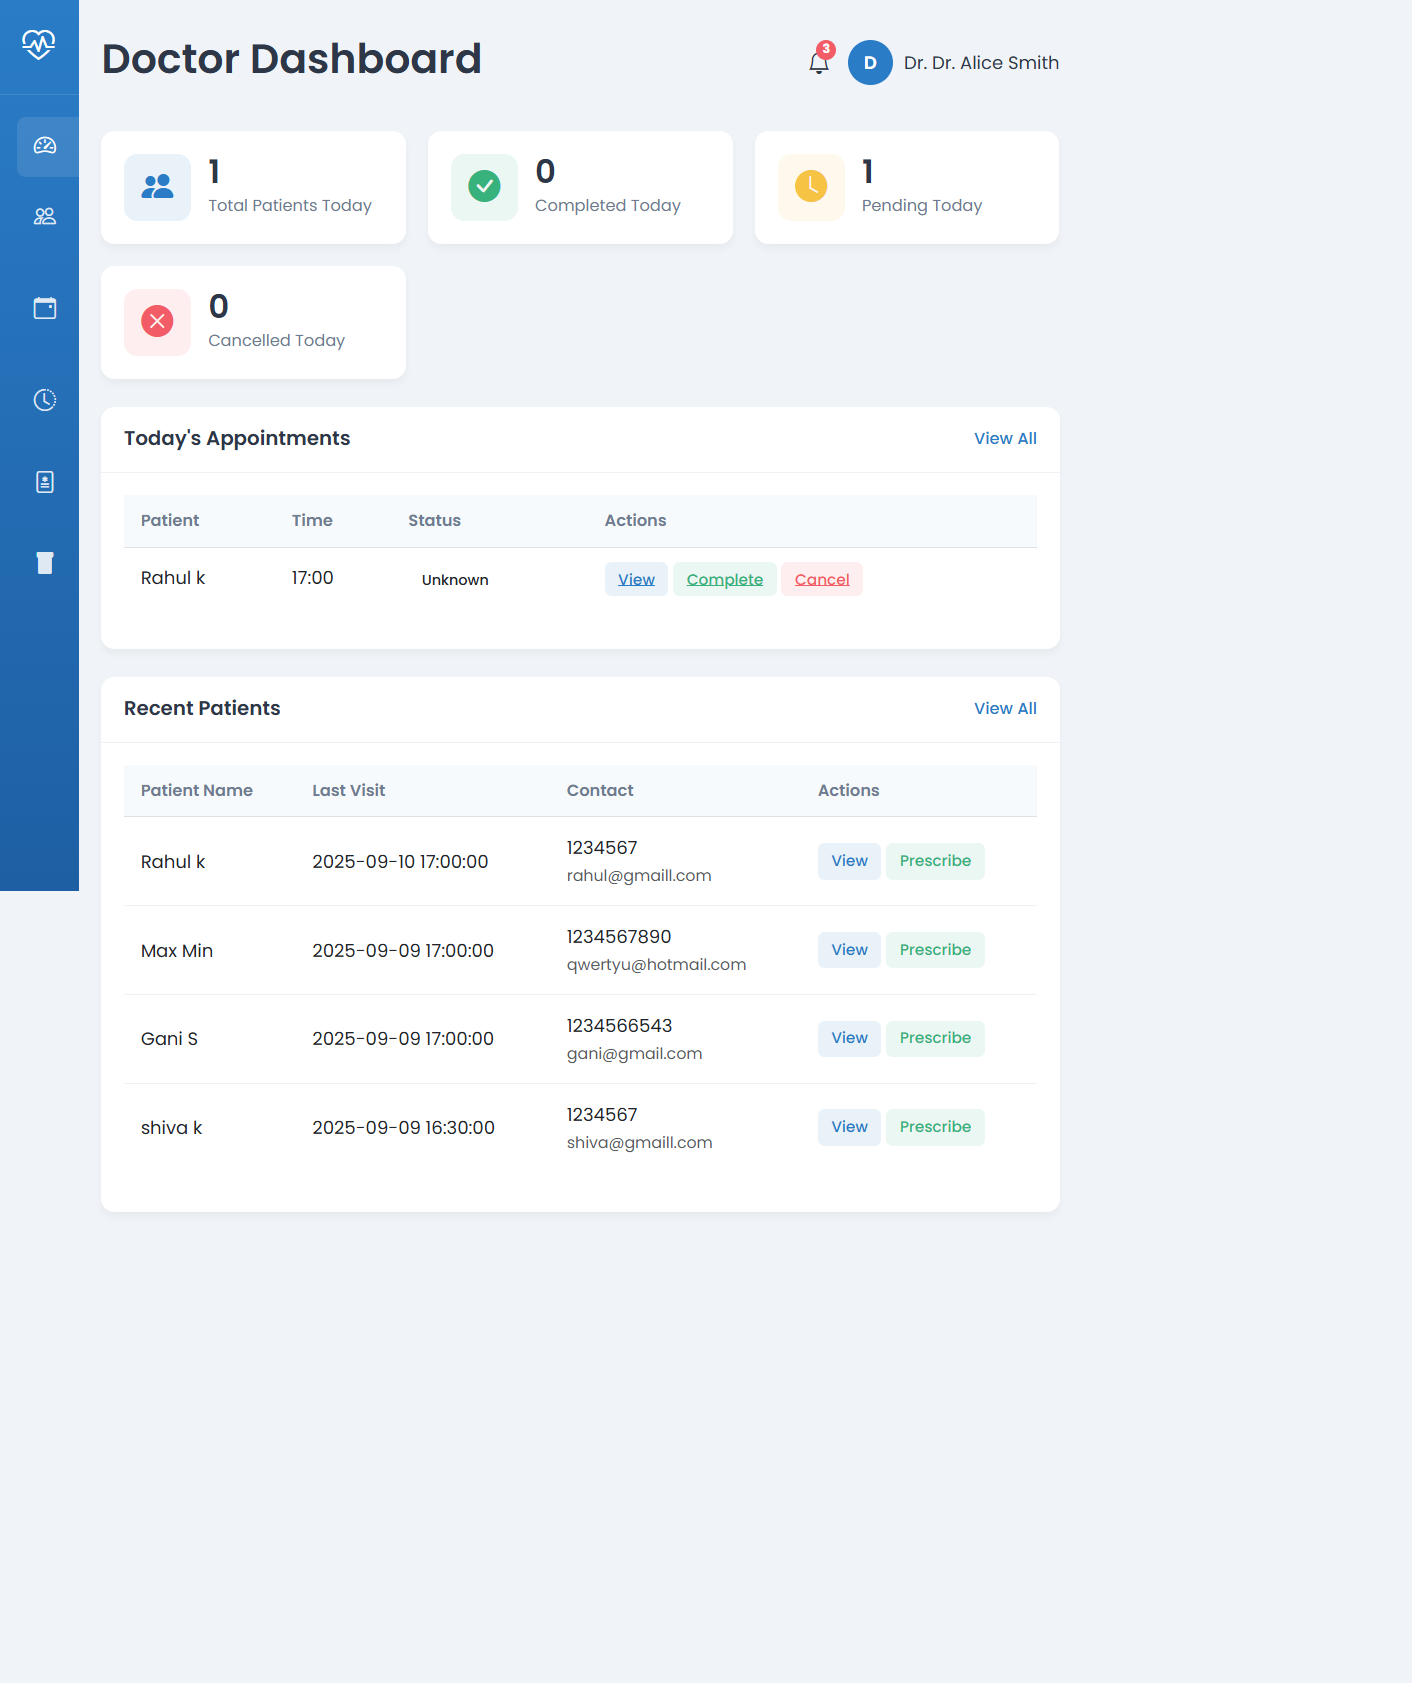 Doctor Dashboard
3
D
Dr. Dr. Alice Smith
1
Total Patients Today
0
Completed Today
1
Pending Today
0
Cancelled Today
Today's Appointments
View All
Patient Time Status Actions
Rahul k 17:00 Unknown View Complete Cancel
Recent Patients
View All
Patient Name Last Visit Contact Actions
Rahul k 2025-09-10 17:00:00 1234567 View Prescribe
rahul@gmaill.com
Max Min 2025-09-09 17:00:00 1234567890 View Prescribe
qwertyu@hotmail.com
Gani S 2025-09-09 17:00:00 1234566543 View Prescribe
gani@gmail.com
shiva k 2025-09-09 16:30:00 1234567 View Prescribe
shiva@gmaill.com